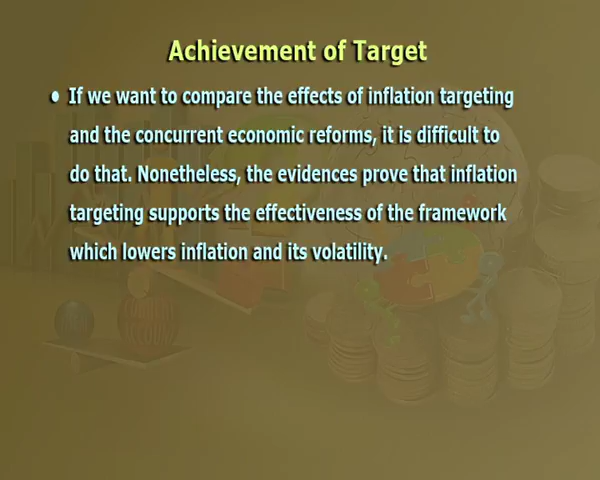 Achievement of Target
• If we want to compare the effects of inflation targeting
and the concurrent economic reforms, it is difficult to
do that. Nonetheless, the evidences prove that inflation
targeting supports the effectiveness of the framework
which lowers inflation and its volatility.